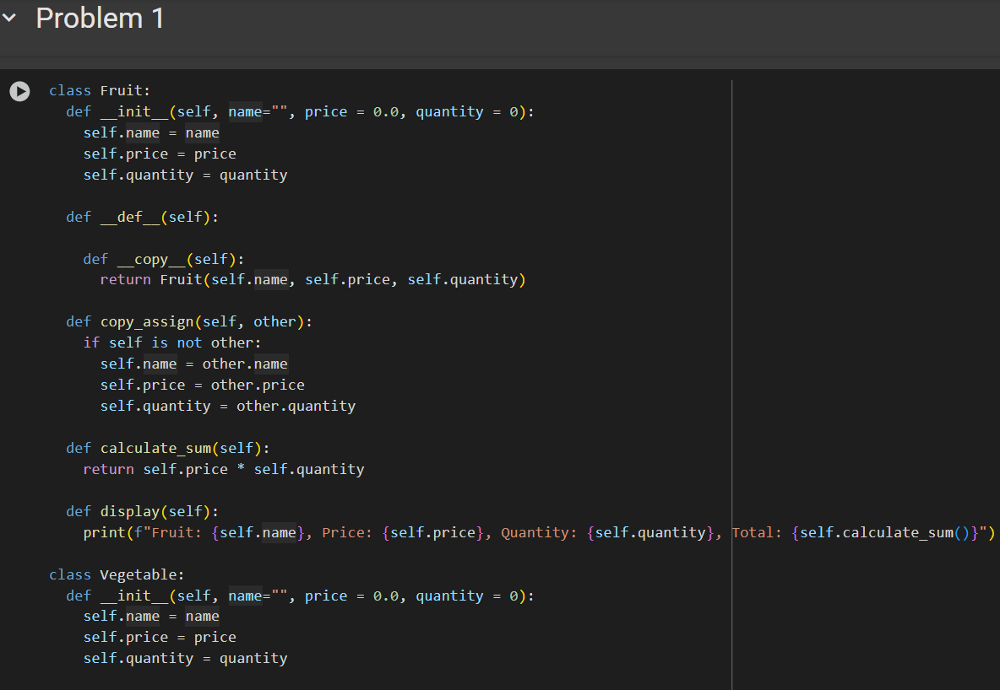 Problem 1
class Fruit:
  def __init__(self, name="", price = 0.0, quantity = 0):
    self.name = name
    self.price = price
    self.quantity = quantity

  def __def__(self):

    def __copy__(self):
      return Fruit(self.name, self.price, self.quantity)

  def copy_assign(self, other):
    if self is not other:
      self.name = other.name
      self.price = other.price
      self.quantity = other.quantity

  def calculate_sum(self):
    return self.price * self.quantity

  def display(self):
    print(f"Fruit: {self.name}, Price: {self.price}, Quantity: {self.quantity}, Total: {self.calculate_sum()}")

class Vegetable:
  def __init__(self, name="", price = 0.0, quantity = 0):
    self.name = name
    self.price = price
    self.quantity = quantity